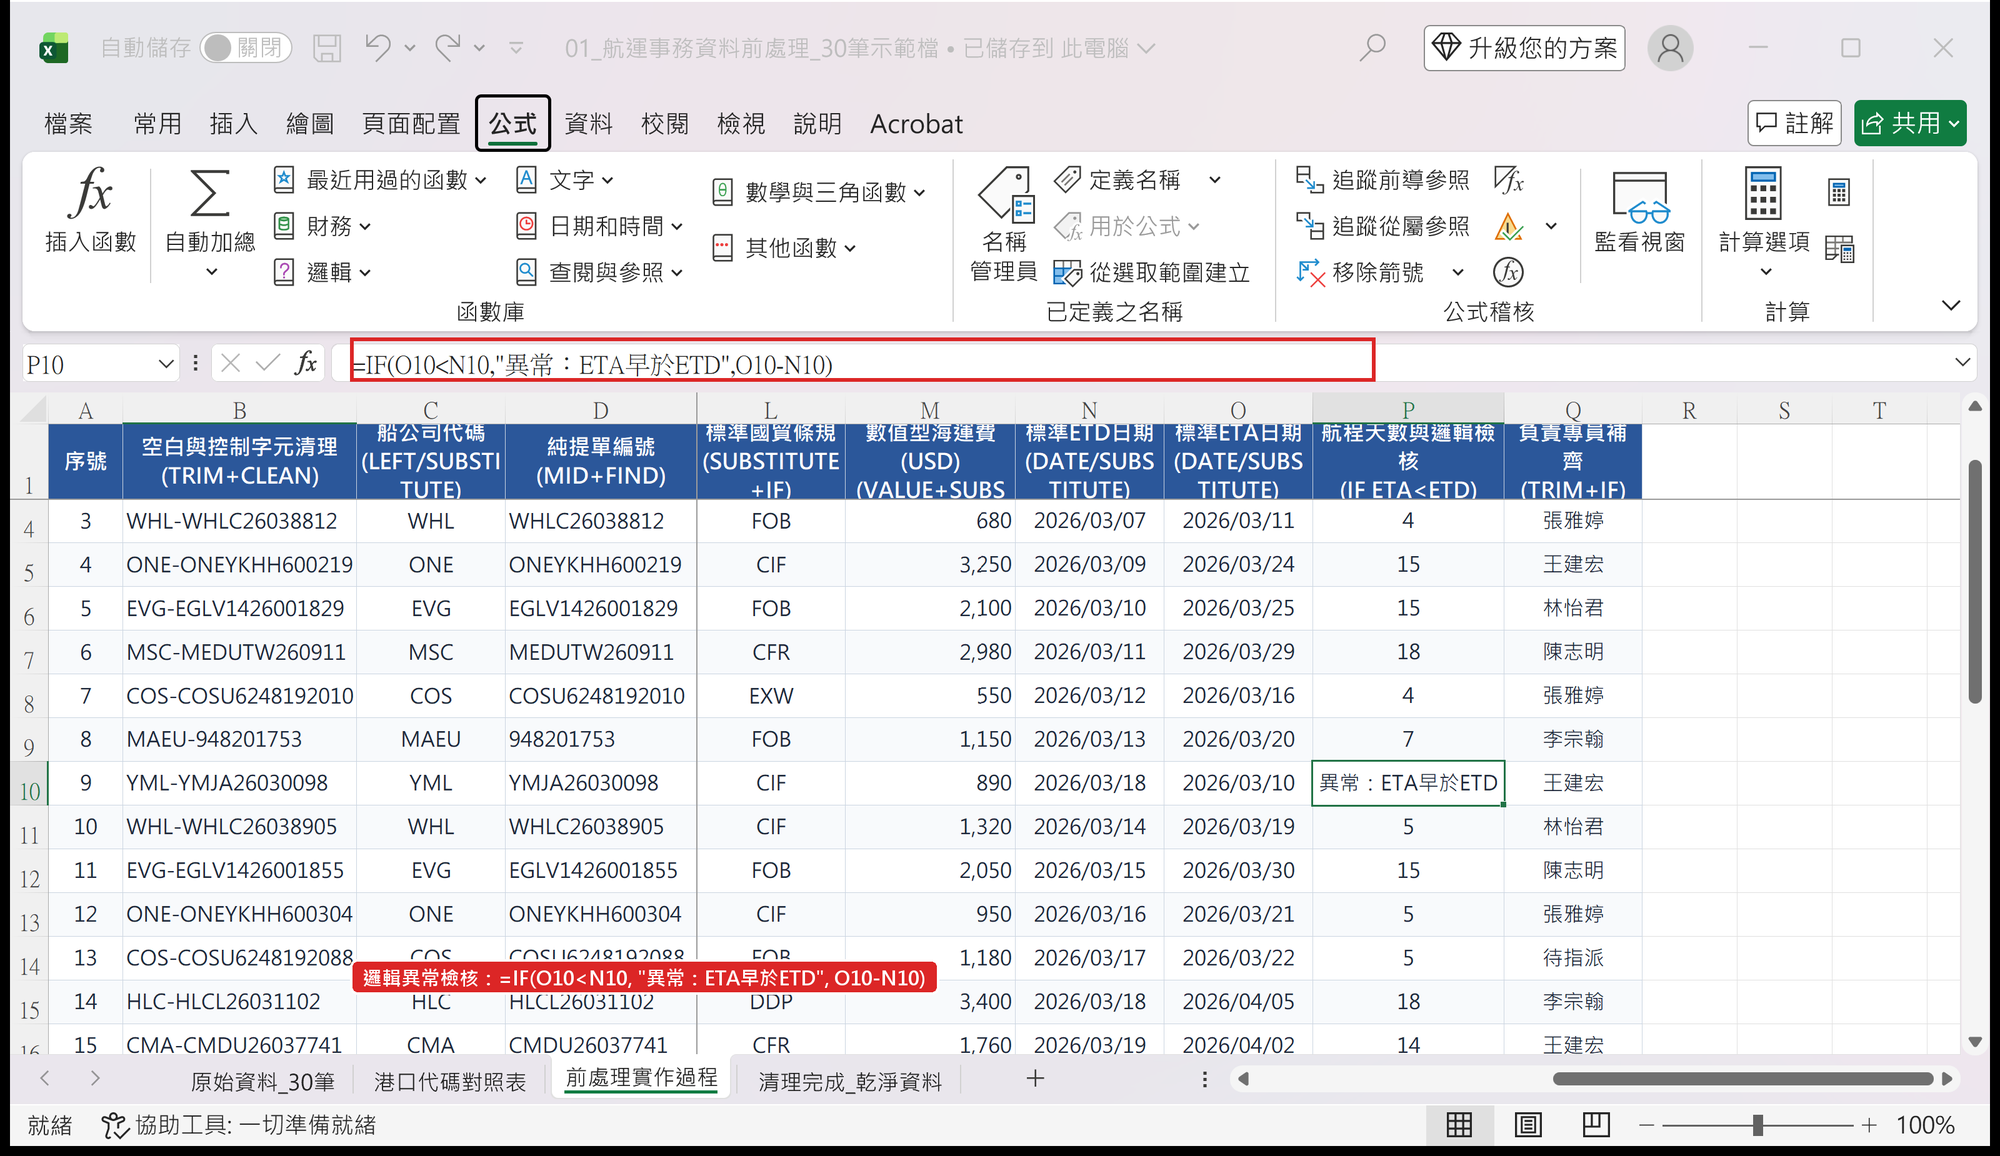 自動儲存 關閉 01_航運事務資料前處理_30筆示範檔 • 已儲存到 此電腦 升級您的方案
檔案 常用 插入 繪圖 頁面配置 公式 資料 校閱 檢視 說明 Acrobat 註解 共用
fx 插入函數
自動加總
最近用過的函數
財務
邏輯
文字
日期和時間
查閱與參照
數學與三角函數
其他函數
函數庫
名稱
管理員
定義名稱
用於公式
從選取範圍建立
已定義之名稱
追蹤前導參照
追蹤從屬參照
移除箭號
公式稽核
監看視窗
計算選項
計算
P10 fx =IF(O10<N10,"異常：ETA早於ETD",O10-N10)
A B C D L M N O P Q R S T
1
序號
空白與控制字元清理
(TRIM+CLEAN)
船公司代碼
(LEFT/SUBSTI
TUTE)
純提單編號
(MID+FIND)
標準國貿條規
(SUBSTITUTE
+IF)
數值型海運費
(USD)
(VALUE+SUBS
標準ETD日期
(DATE/SUBS
TITUTE)
標準ETA日期
(DATE/SUBS
TITUTE)
航程天數與邏輯檢
核
(IF ETA<ETD)
負責專員補
齊
(TRIM+IF)
4 3 WHL-WHLC26038812 WHL WHLC26038812 FOB 680 2026/03/07 2026/03/11 4 張雅婷
5 4 ONE-ONEYKHH600219 ONE ONEYKHH600219 CIF 3,250 2026/03/09 2026/03/24 15 王建宏
6 5 EVG-EGLV1426001829 EVG EGLV1426001829 FOB 2,100 2026/03/10 2026/03/25 15 林怡君
7 6 MSC-MEDUTW260911 MSC MEDUTW260911 CFR 2,980 2026/03/11 2026/03/29 18 陳志明
8 7 COS-COSU6248192010 COS COSU6248192010 EXW 550 2026/03/12 2026/03/16 4 張雅婷
9 8 MAEU-948201753 MAEU 948201753 FOB 1,150 2026/03/13 2026/03/20 7 李宗翰
10 9 YML-YMJA26030098 YML YMJA26030098 CIF 890 2026/03/18 2026/03/10 異常：ETA早於ETD 王建宏
11 10 WHL-WHLC26038905 WHL WHLC26038905 CIF 1,320 2026/03/14 2026/03/19 5 林怡君
12 11 EVG-EGLV1426001855 EVG EGLV1426001855 FOB 2,050 2026/03/15 2026/03/30 15 陳志明
13 12 ONE-ONEYKHH600304 ONE ONEYKHH600304 CIF 950 2026/03/16 2026/03/21 5 張雅婷
14 13 COS-COSU6248192088 COS COSU6248192088 FOB 1,180 2026/03/17 2026/03/22 5 待指派
邏輯異常檢核：=IF(O10<N10, "異常：ETA早於ETD", O10-N10)
15 14 HLC-HLCL26031102 HLC HLCL26031102 DDP 3,400 2026/03/18 2026/04/05 18 李宗翰
16 15 CMA-CMDU26037741 CMA CMDU26037741 CFR 1,760 2026/03/19 2026/04/02 14 王建宏
原始資料_30筆 港口代碼對照表 前處理實作過程 清理完成_乾淨資料
就緒 協助工具: 一切準備就緒 100%